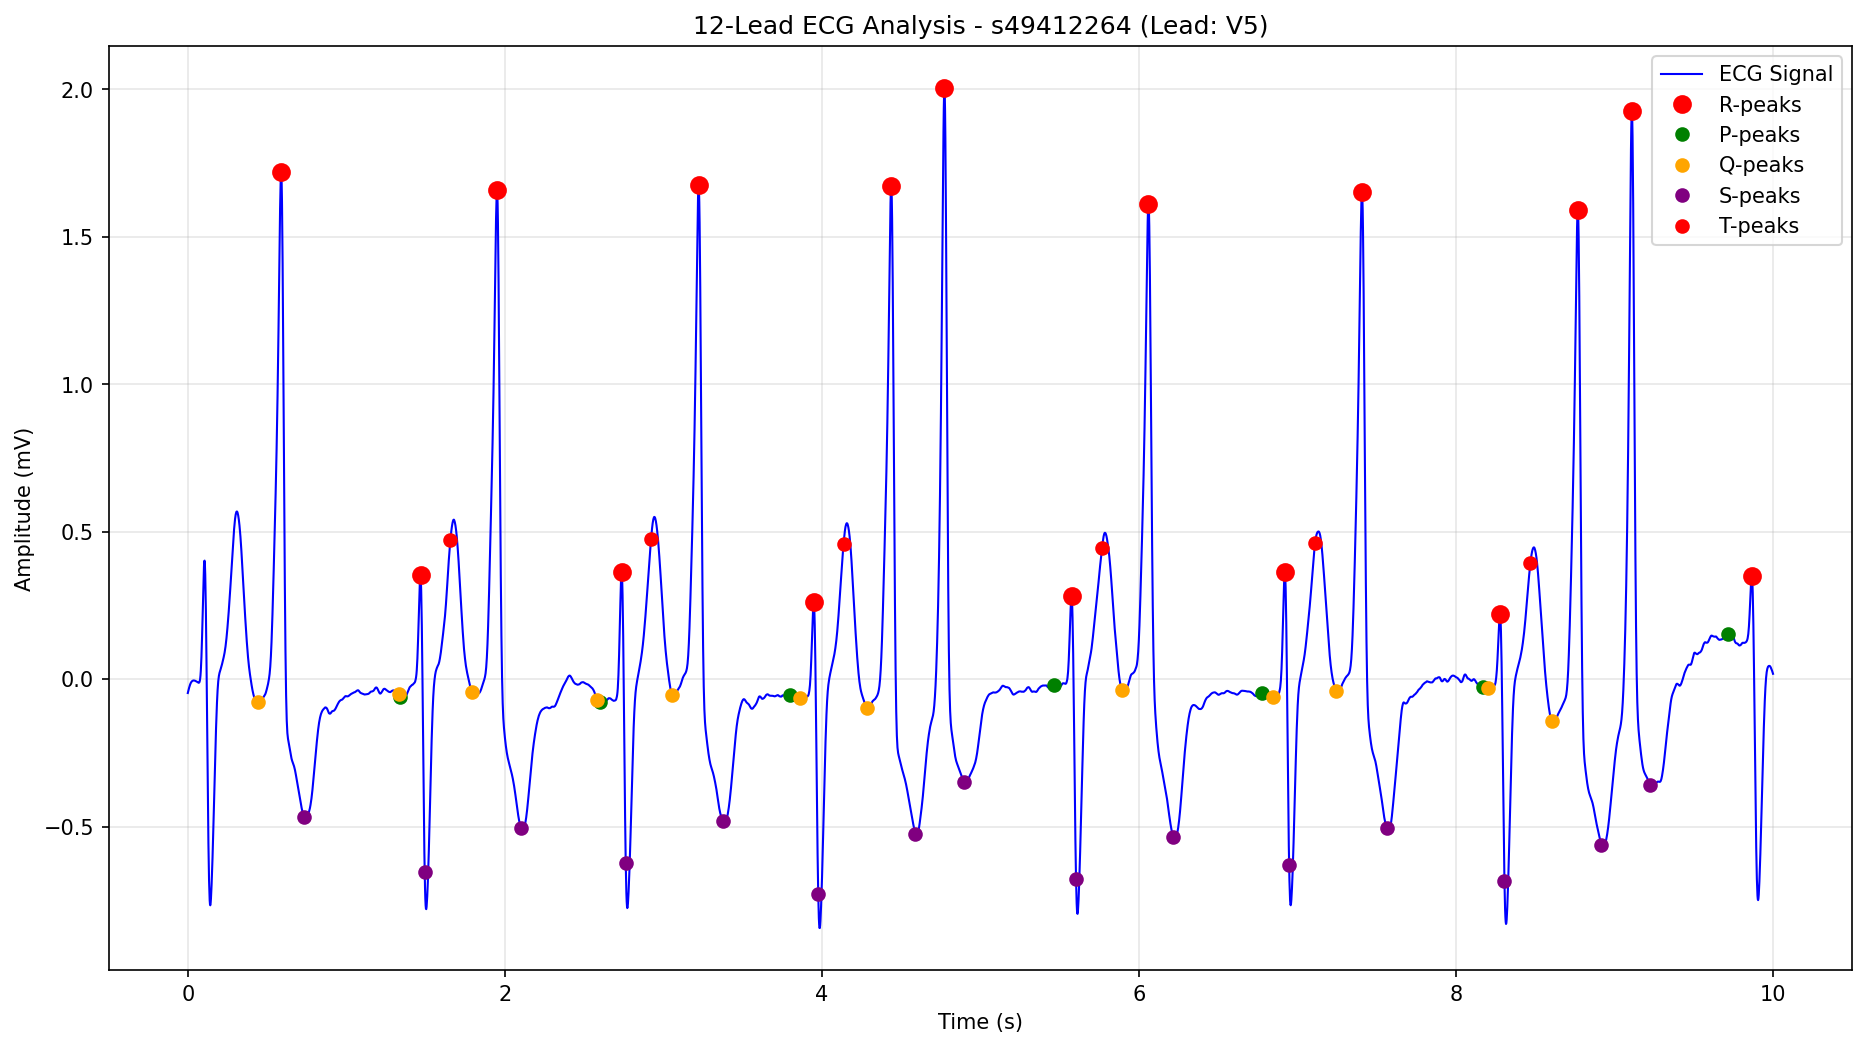 12-Lead ECG Analysis - s49412264 (Lead: V5)
ECG Signal
R-peaks
P-peaks
Q-peaks
S-peaks
T-peaks
Amplitude (mV)
2.0
1.5
1.0
0.5
0.0
−0.5
0 2 4 6 8 10
Time (s)